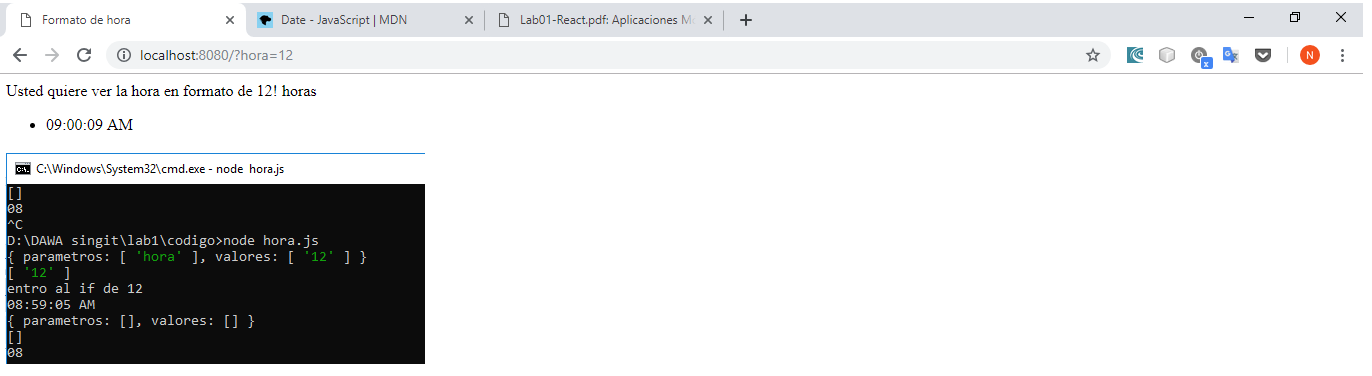 Formato de hora
Date - JavaScript | MDN
Lab01-React.pdf: Aplicaciones Mó
localhost:8080/?hora=12
N
Usted quiere ver la hora en formato de 12! horas
• 09:00:09 AM
C:\Windows\System32\cmd.exe - node  hora.js
[]
08
^C
D:\DAWA singit\lab1\codigo>node hora.js
{ parametros: [ 'hora' ], valores: [ '12' ] }
[ '12' ]
entro al if de 12
08:59:05 AM
{ parametros: [], valores: [] }
[]
08